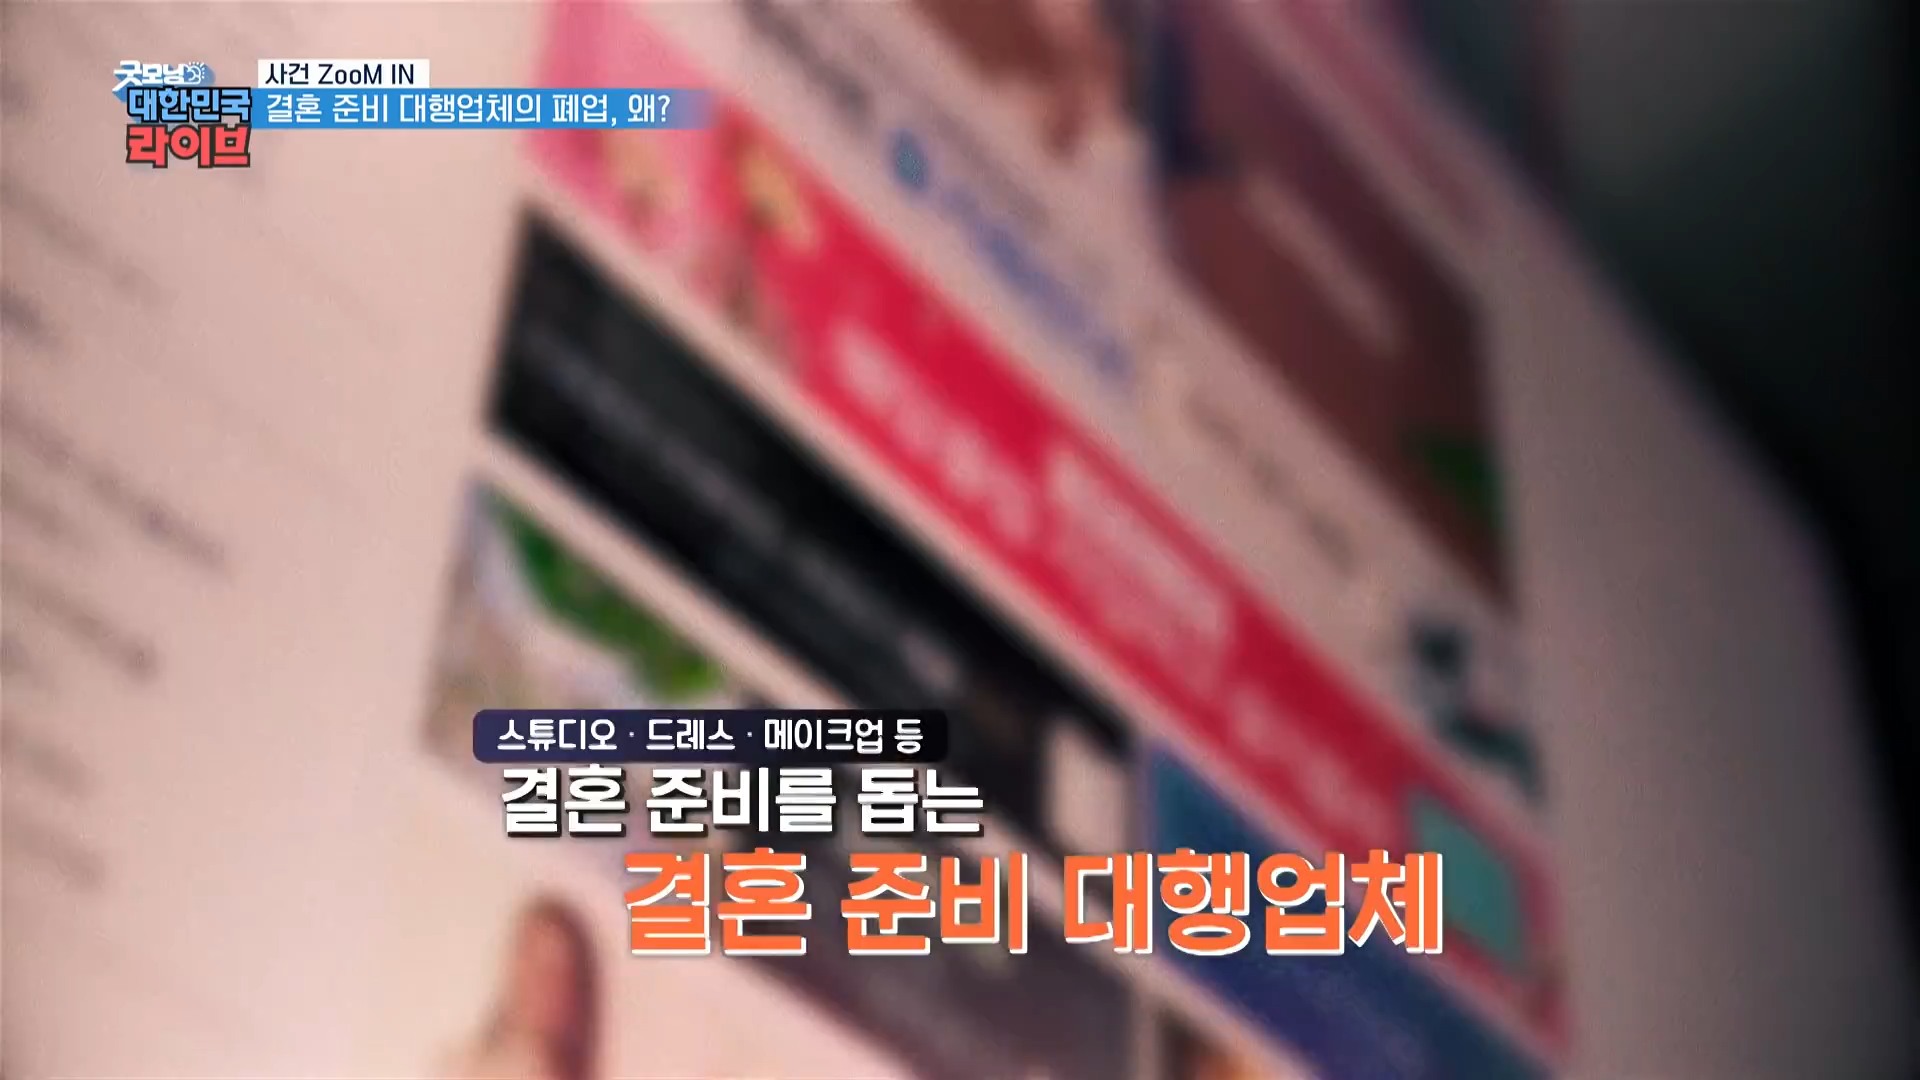 굿모닝
대한민국
라이브
사건 ZooM IN
결혼 준비 대행업체의 폐업, 왜?
스튜디오 · 드레스 · 메이크업 등
결혼 준비를 돕는
결혼 준비 대행업체